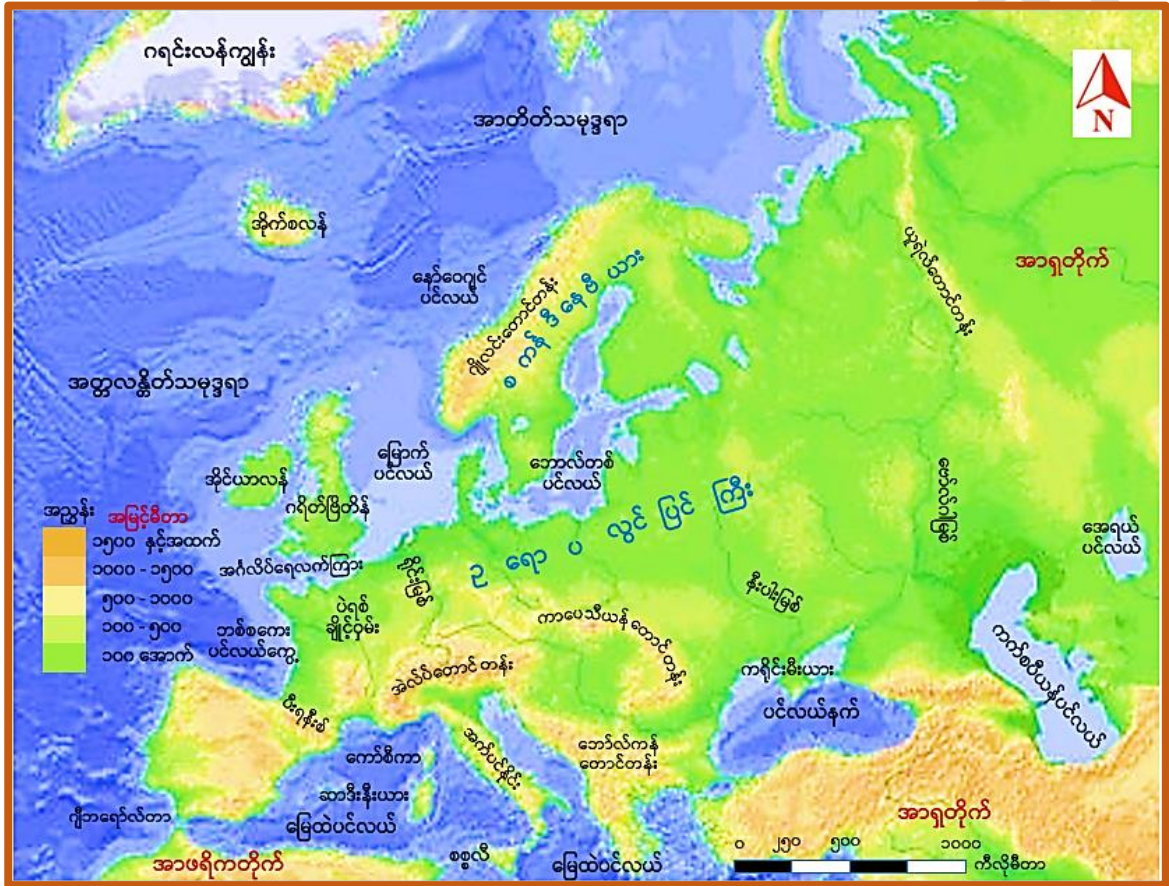 ဂရင်းလန်ကျွန်း
အာတိတ်သမုဒ္ဒရာ
N
အိုက်စလန်
နော်ဝေဂျင်
ပင်လယ်
ဂျိုလင်းတောင်တန်း
စကင်ဒီနေဗီယား
ယူရဲလ်တောင်တန်း
အာရှတိုက်
အတ္တလန္တိတ်သမုဒ္ဒရာ
မြောက်
ပင်လယ်
ဘောလ်တစ်
ပင်လယ်
အိုင်ယာလန်
ဂရိတ်ဗြိတိန်
ဥ ရော ပ လွင် ပြင် ကြီး
အေရယ်
ပင်လယ်
အညွှန်း
အမြင့်မီတာ
၁၅၀၀ နှင့်အထက်
၁၀၀၀ - ၁၅၀၀
၅၀၀ - ၁၀၀၀
၁၀၀ - ၅၀၀
၁၀၀ အောက်
အင်္ဂလိပ်ရေလက်ကြား
ရိုင်းမြစ်
ပဲရစ်
ချိုင့်ဝှမ်း
ဘစ်စကေး
ပင်လယ်ကွေ့
နီးပါးမြစ်
ကာပေသီယန်တောင်တန်း
အဲလ်ပ်တောင်တန်း
ကရိုင်းမီးယား
ပင်လယ်နက်
ကက်စပီယန်ပင်လယ်
ပီးရနီးစ်
ကော်စီကာ
အက်ပင်နိုင်း
ဘော်လ်ကန်
တောင်တန်း
ဆာဒီးနီးယား
ဂျီဘရော်လ်တာ
မြေထဲပင်လယ်
အာရှတိုက်
အာဖရိကတိုက်
စစ္စလီ
မြေထဲပင်လယ်
၀ ၂၅၀ ၅၀၀ ၁၀၀၀
ကီလိုမီတာ